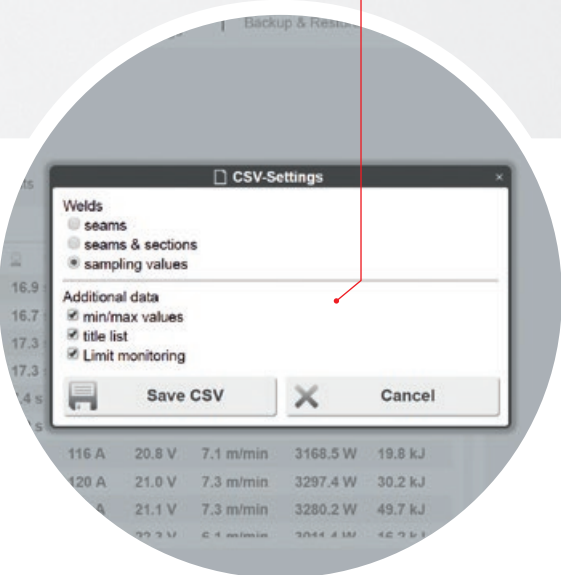 Backup &
CSV-Settings
×
Welds
seams
seams & sections
sampling values
16.9
16.7
Additional data
min/max values
17.3
title list
17.3
Limit monitoring
Save CSV Cancel
116 A 20.8 V 7.1 m/min 3168.5 W 19.8 kJ
120 A 21.0 V 7.3 m/min 3297.4 W 30.2 kJ
21.1 V 7.3 m/min 3280.2 W 49.7 kJ